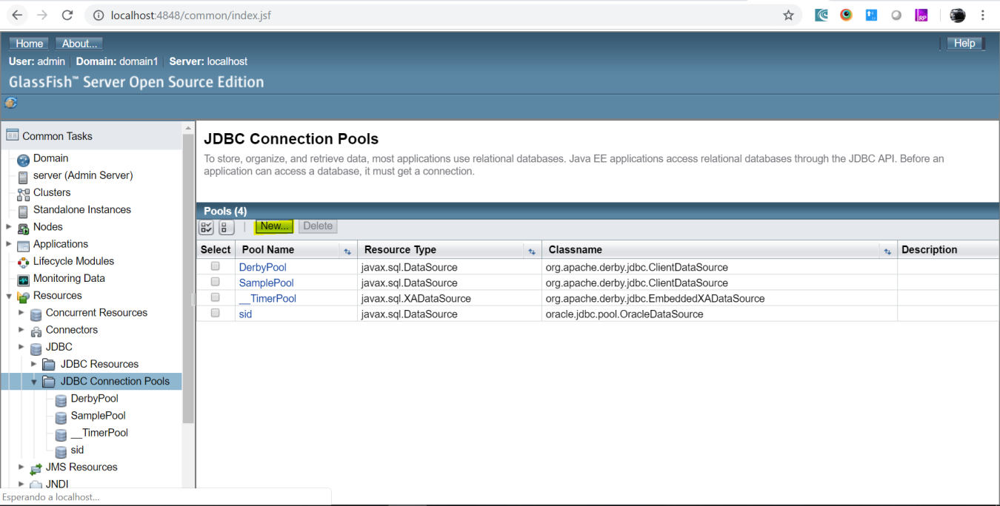 localhost:4848/common/index.jsf
Home About... Help
User: admin Domain: domain1 Server: localhost
GlassFish™ Server Open Source Edition
Common Tasks
Domain
server (Admin Server)
Clusters
Standalone Instances
Nodes
Applications
Lifecycle Modules
Monitoring Data
Resources
Concurrent Resources
Connectors
JDBC
JDBC Resources
JDBC Connection Pools
DerbyPool
SamplePool
__TimerPool
sid
JMS Resources
JNDI
Esperando a localhost...
JDBC Connection Pools
To store, organize, and retrieve data, most applications use relational databases. Java EE applications access relational databases through the JDBC API. Before an
application can access a database, it must get a connection.
Pools (4)
New... Delete
Select Pool Name Resource Type Classname Description
DerbyPool javax.sql.DataSource org.apache.derby.jdbc.ClientDataSource
SamplePool javax.sql.DataSource org.apache.derby.jdbc.ClientDataSource
__TimerPool javax.sql.XADataSource org.apache.derby.jdbc.EmbeddedXADataSource
sid javax.sql.DataSource oracle.jdbc.pool.OracleDataSource
RP